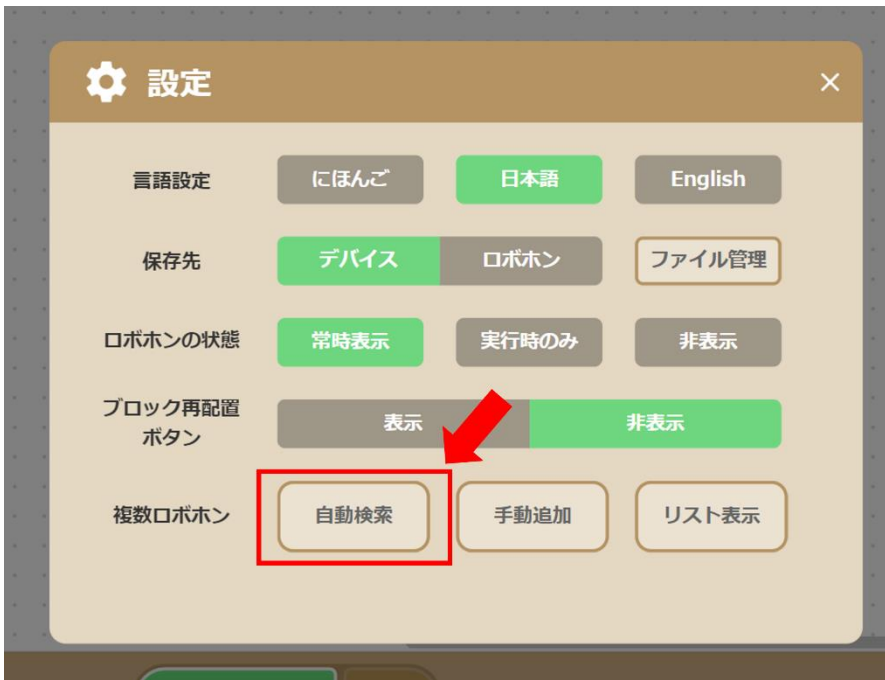 設定
言語設定 にほんご 日本語 English
保存先 デバイス ロボホン ファイル管理
ロボホンの状態 常時表示 実行時のみ 非表示
ブロック再配置
ボタン
表示 非表示
複数ロボホン 自動検索 手動追加 リスト表示